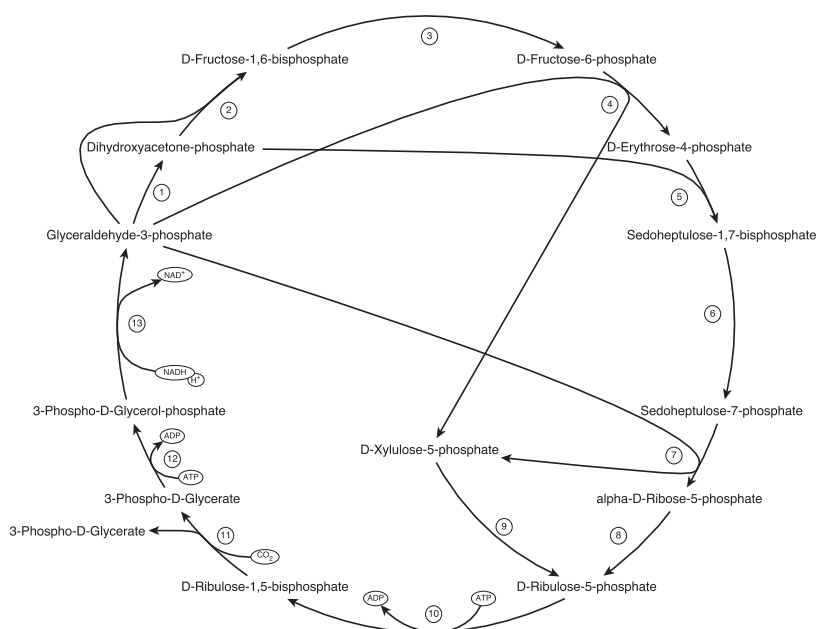 3
D-Fructose-1,6-bisphosphate
D-Fructose-6-phosphate
2
4
Dihydroxyacetone-phosphate
D-Erythrose-4-phosphate
1
5
Glyceraldehyde-3-phosphate
Sedoheptulose-1,7-bisphosphate
NAD+
13
6
NADH
H+
3-Phospho-D-Glycerol-phosphate
Sedoheptulose-7-phosphate
ADP
12
ATP
D-Xylulose-5-phosphate
7
3-Phospho-D-Glycerate
alpha-D-Ribose-5-phosphate
3-Phospho-D-Glycerate
11
CO2
9
8
D-Ribulose-1,5-bisphosphate
D-Ribulose-5-phosphate
ADP
10
ATP